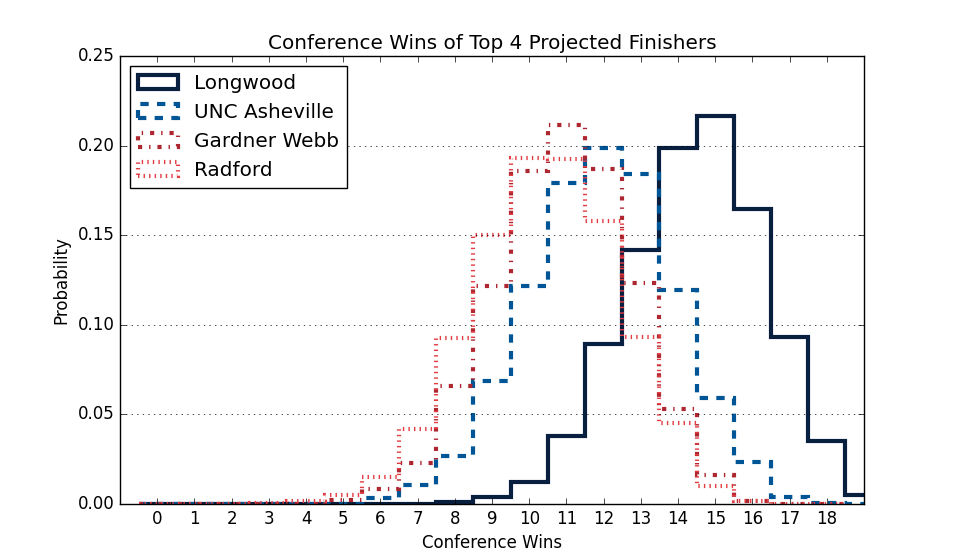 Conference Wins of Top 4 Projected Finishers
0.25
0.20
0.15
0.10
0.05
0.00
Probability
Longwood
UNC Asheville
Gardner Webb
Radford
0 1 2 3 4 5 6 7 8 9 10 11 12 13 14 15 16 17 18
Conference Wins